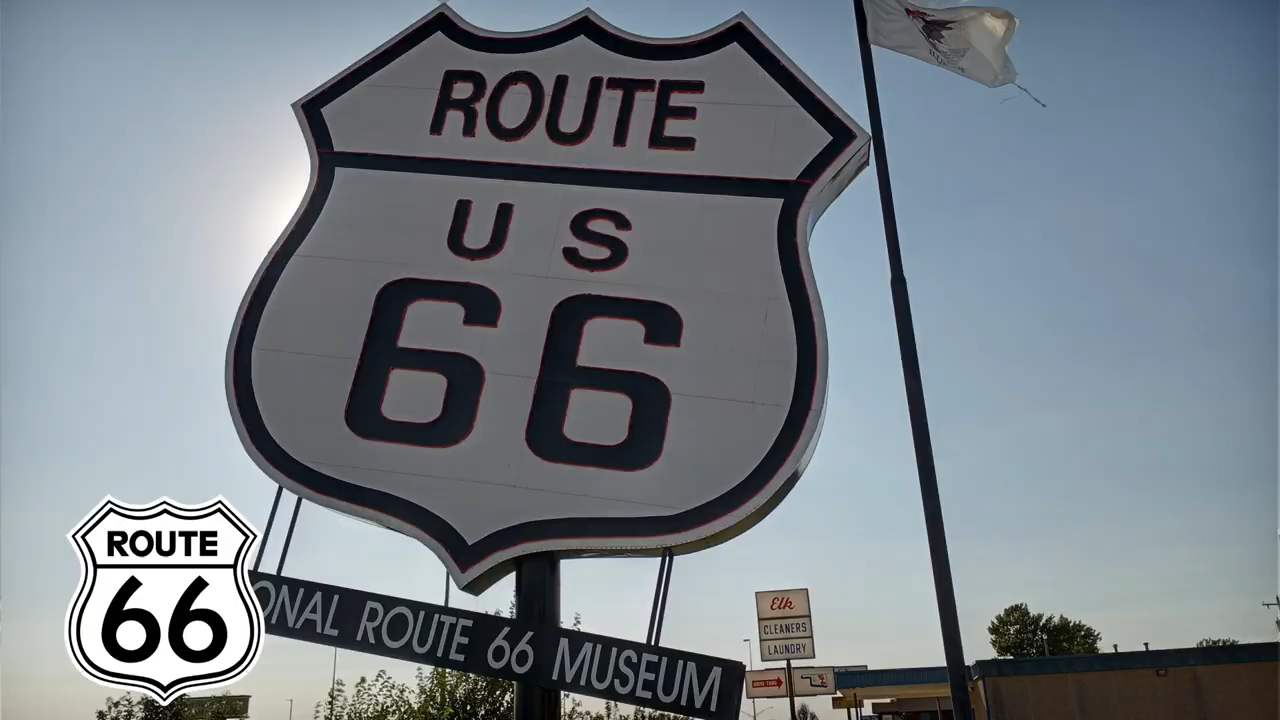 ROUTE
US
66
ONAL ROUTE 66 MUSEUM
ROUTE
66
Elk
CLEANERS
LAUNDRY